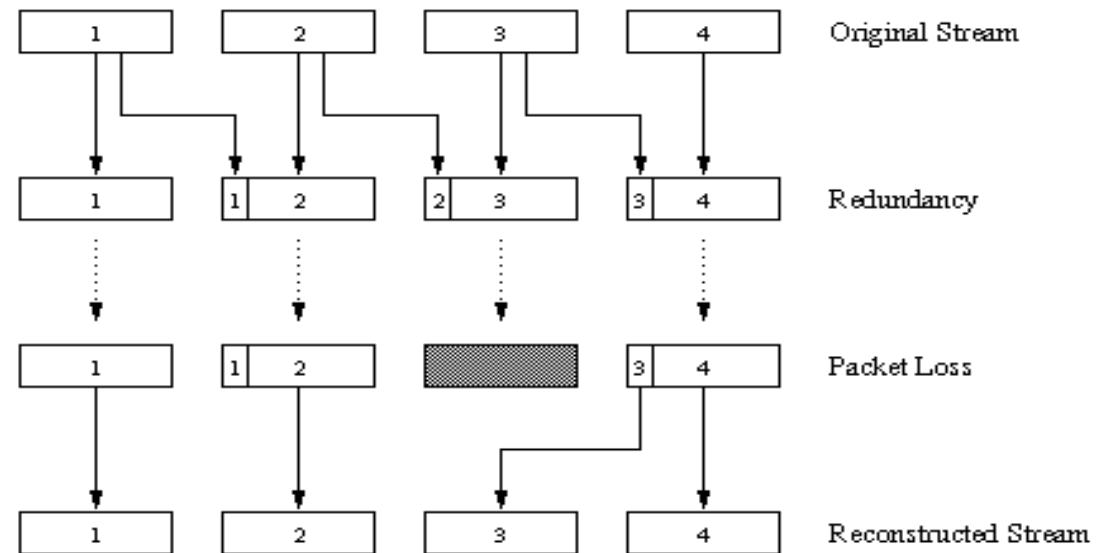 1 2 3 4 Original Stream
1 1 2 2 3 3 4 Redundancy
1 1 2 3 4 Packet Loss
1 2 3 4 Reconstructed Stream